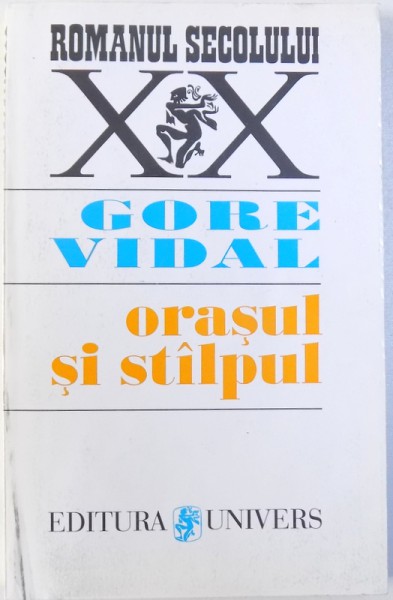 ROMANUL SECOLULUI
XX
GORE
VIDAL
orașul
și stîlpul
EDITURA UNIVERS